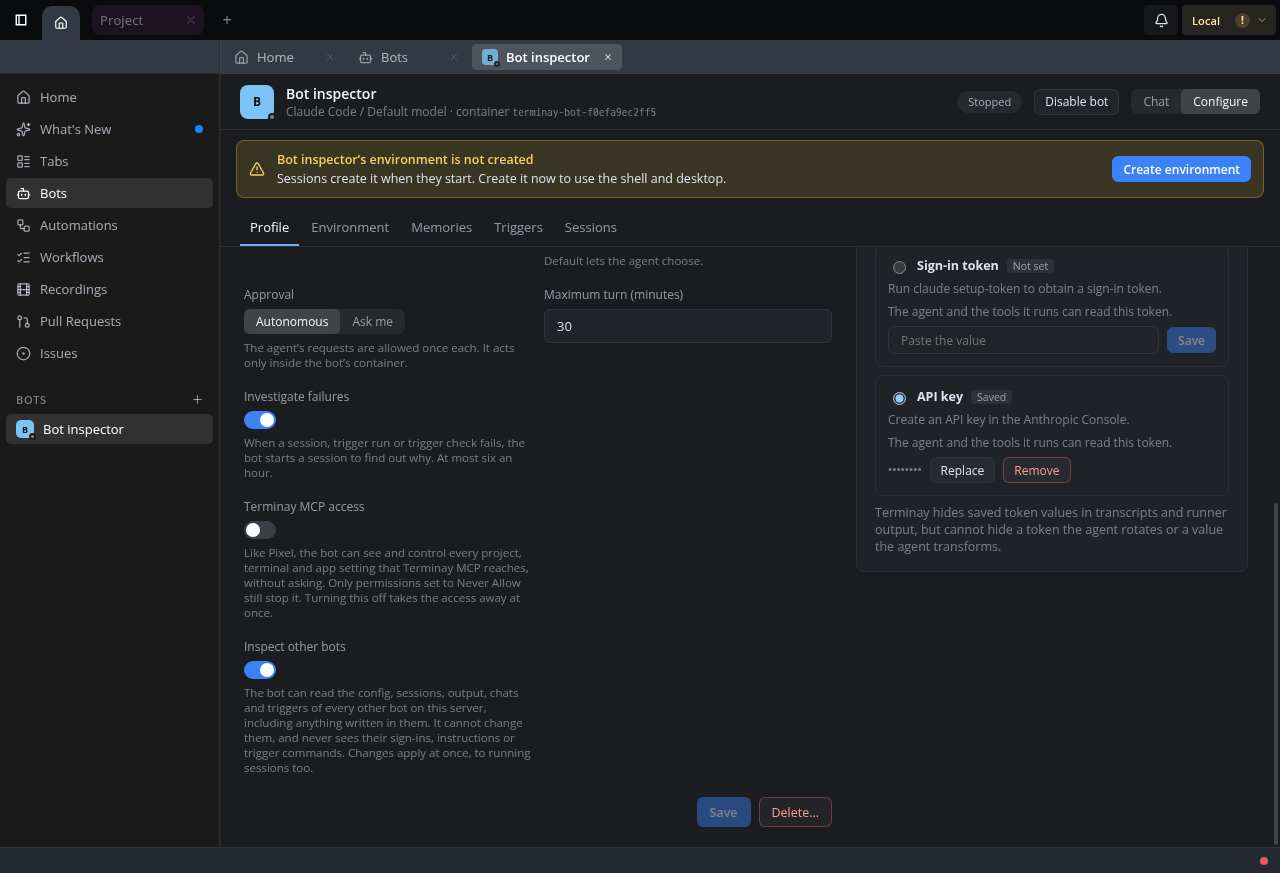 Project
Local
!
Home
Bots
B Bot inspector
Home
What's New
Tabs
Bots
Automations
Workflows
Recordings
Pull Requests
Issues
BOTS
B Bot inspector
B
Bot inspector
Claude Code / Default model · container terminay-bot-f0efa9ec2ff5
Stopped
Disable bot
Chat
Configure
Bot inspector’s environment is not created
Sessions create it when they start. Create it now to use the shell and desktop.
Create environment
Profile
Environment
Memories
Triggers
Sessions
Default lets the agent choose.
Approval
Autonomous
Ask me
The agent’s requests are allowed once each. It acts
only inside the bot’s container.
Maximum turn (minutes)
30
Investigate failures
When a session, trigger run or trigger check fails, the
bot starts a session to find out why. At most six an
hour.
Terminay MCP access
Like Pixel, the bot can see and control every project,
terminal and app setting that Terminay MCP reaches,
without asking. Only permissions set to Never Allow
still stop it. Turning this off takes the access away at
once.
Inspect other bots
The bot can read the config, sessions, output, chats
and triggers of every other bot on this server,
including anything written in them. It cannot change
them, and never sees their sign-ins, instructions or
trigger commands. Changes apply at once, to running
sessions too.
Save
Delete...
Sign-in token
Not set
Run claude setup-token to obtain a sign-in token.
The agent and the tools it runs can read this token.
Paste the value
Save
API key
Saved
Create an API key in the Anthropic Console.
The agent and the tools it runs can read this token.
••••••••
Replace
Remove
Terminay hides saved token values in transcripts and runner
output, but cannot hide a token the agent rotates or a value
the agent transforms.